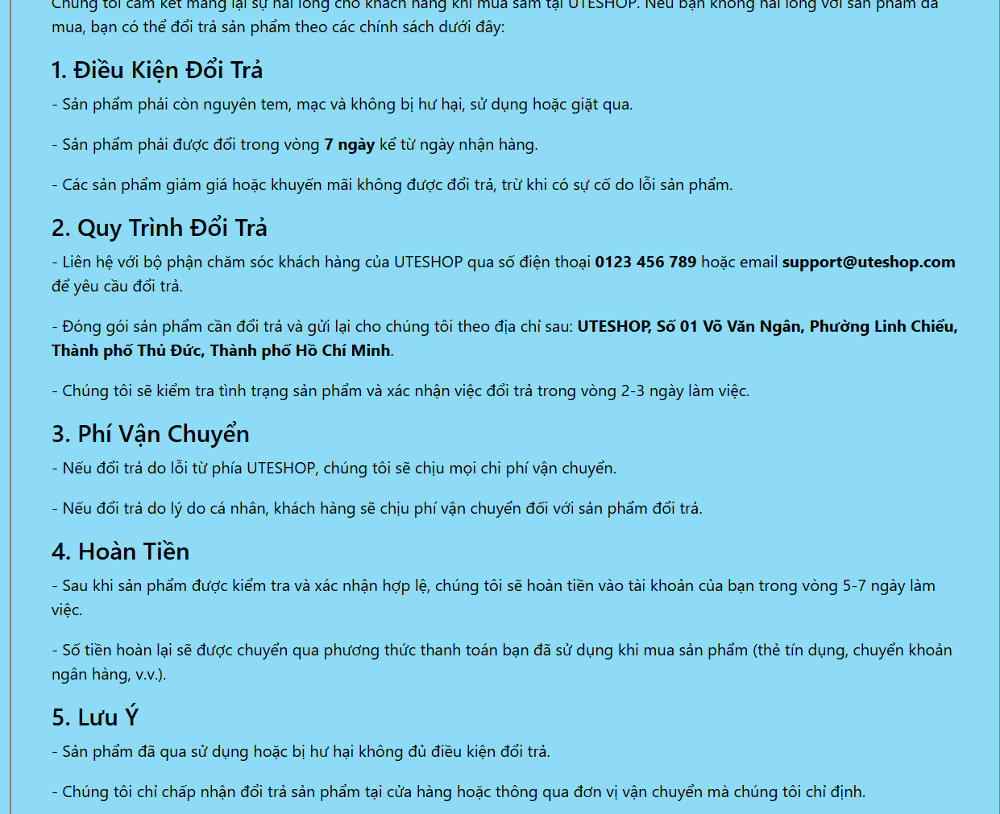 Chúng tôi cam kết mang lại sự hài lòng cho khách hàng khi mua sắm tại UTESHOP. Nếu bạn không hài lòng với sản phẩm đã
mua, bạn có thể đổi trả sản phẩm theo các chính sách dưới đây:
1. Điều Kiện Đổi Trả
- Sản phẩm phải còn nguyên tem, mạc và không bị hư hại, sử dụng hoặc giặt qua.
- Sản phẩm phải được đổi trong vòng 7 ngày kể từ ngày nhận hàng.
- Các sản phẩm giảm giá hoặc khuyến mãi không được đổi trả, trừ khi có sự cố do lỗi sản phẩm.
2. Quy Trình Đổi Trả
- Liên hệ với bộ phận chăm sóc khách hàng của UTESHOP qua số điện thoại 0123 456 789 hoặc email support@uteshop.com
để yêu cầu đổi trả.
- Đóng gói sản phẩm cần đổi trả và gửi lại cho chúng tôi theo địa chỉ sau: UTESHOP, Số 01 Võ Văn Ngân, Phường Linh Chiểu,
Thành phố Thủ Đức, Thành phố Hồ Chí Minh.
- Chúng tôi sẽ kiểm tra tình trạng sản phẩm và xác nhận việc đổi trả trong vòng 2-3 ngày làm việc.
3. Phí Vận Chuyển
- Nếu đổi trả do lỗi từ phía UTESHOP, chúng tôi sẽ chịu mọi chi phí vận chuyển.
- Nếu đổi trả do lý do cá nhân, khách hàng sẽ chịu phí vận chuyển đối với sản phẩm đổi trả.
4. Hoàn Tiền
- Sau khi sản phẩm được kiểm tra và xác nhận hợp lệ, chúng tôi sẽ hoàn tiền vào tài khoản của bạn trong vòng 5-7 ngày làm
việc.
- Số tiền hoàn lại sẽ được chuyển qua phương thức thanh toán bạn đã sử dụng khi mua sản phẩm (thẻ tín dụng, chuyển khoản
ngân hàng, v.v.).
5. Lưu Ý
- Sản phẩm đã qua sử dụng hoặc bị hư hại không đủ điều kiện đổi trả.
- Chúng tôi chỉ chấp nhận đổi trả sản phẩm tại cửa hàng hoặc thông qua đơn vị vận chuyển mà chúng tôi chỉ định.